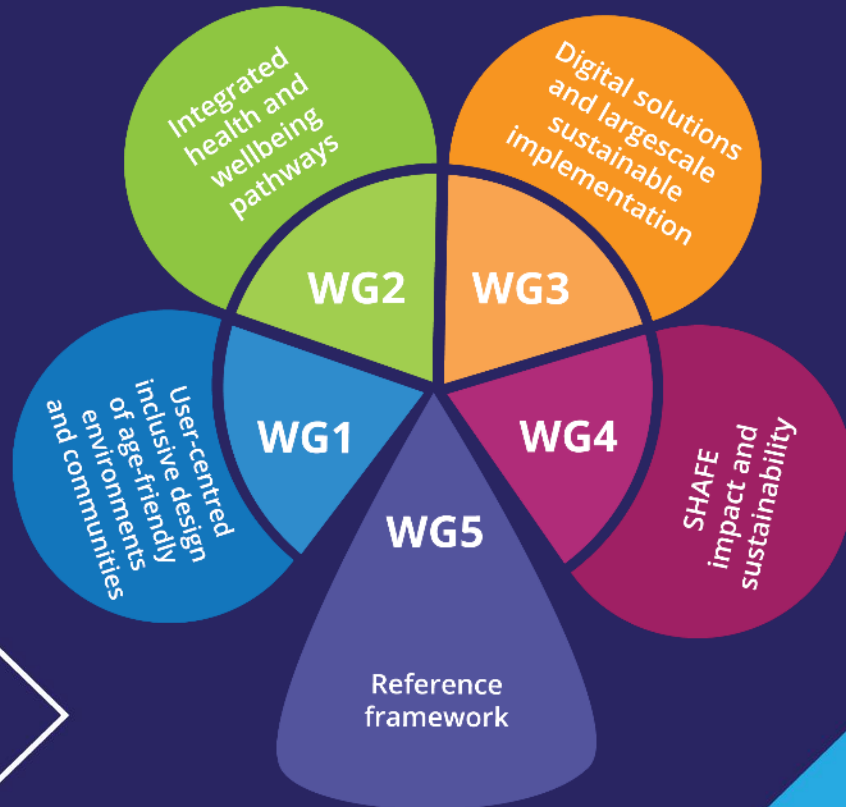 Integrated
health and
wellbeing
pathways
Digital solutions
and largescale
sustainable
implementation
WG2
WG3
User-centred
inclusive design
of age-friendly
environments
and communities
WG1
WG4
SHAFE
impact and
sustainability
WG5
Reference
framework